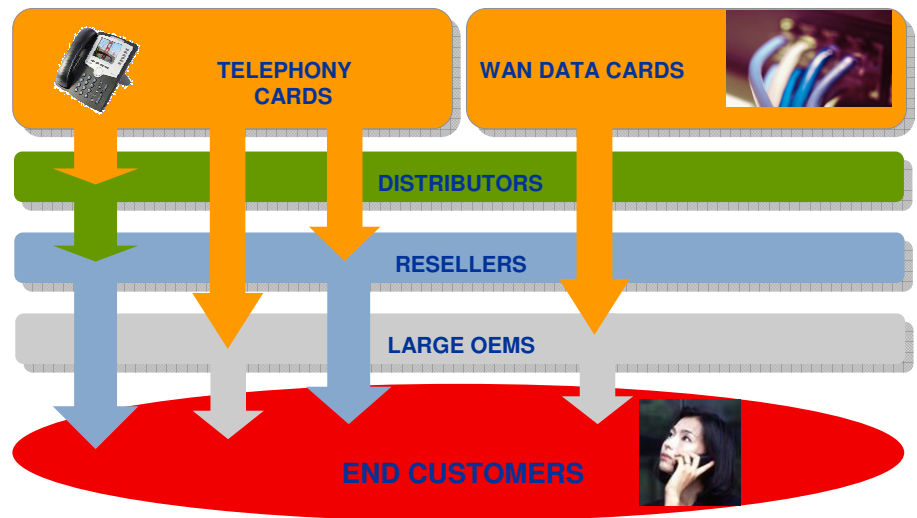 TELEPHONY
CARDS
WAN DATA CARDS
DISTRIBUTORS
RESELLERS
LARGE OEMS
END CUSTOMERS